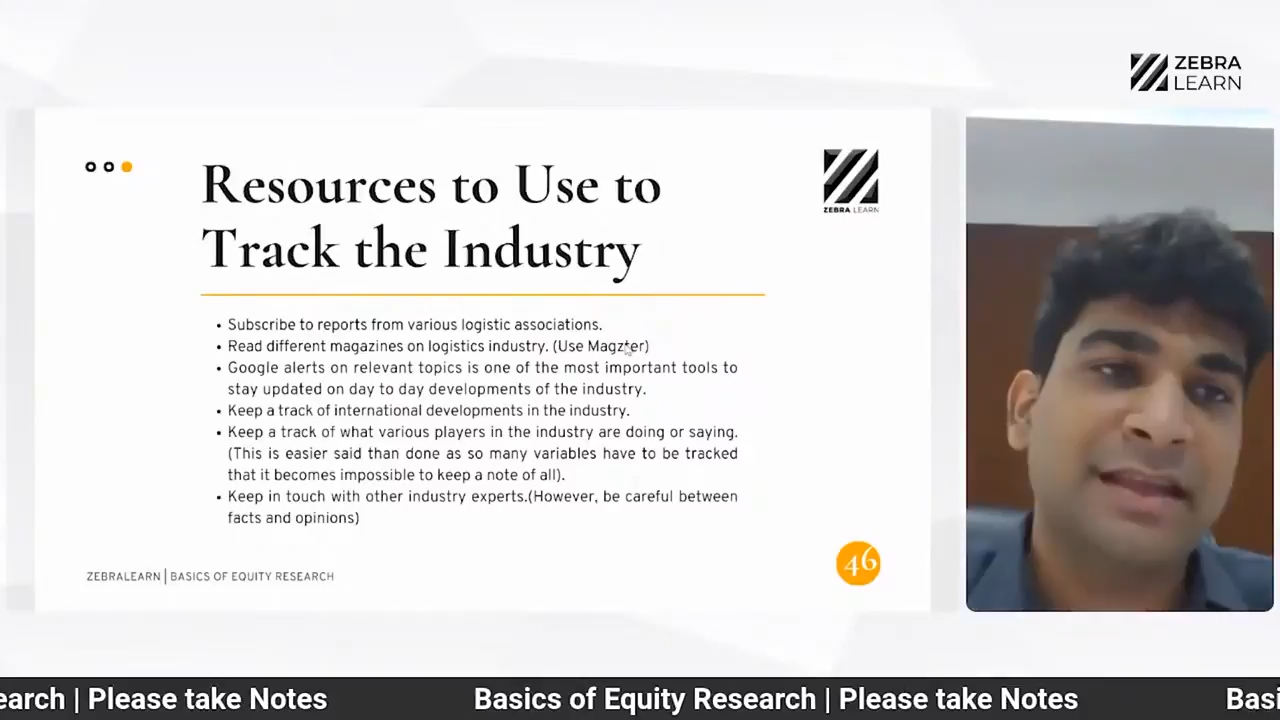 ZEBRA
LEARN
Resources to Use to
Track the Industry
ZEBRA LEARN
• Subscribe to reports from various logistic associations.
• Read different magazines on logistics industry. (Use Magzter)
• Google alerts on relevant topics is one of the most important tools to
stay updated on day to day developments of the industry.
• Keep a track of international developments in the industry.
• Keep a track of what various players in the industry are doing or saying.
(This is easier said than done as so many variables have to be tracked
that it becomes impossible to keep a note of all).
• Keep in touch with other industry experts.(However, be careful between
facts and opinions)
46
ZEBRALEARN | BASICS OF EQUITY RESEARCH
earch | Please take Notes Basics of Equity Research | Please take Notes Basi